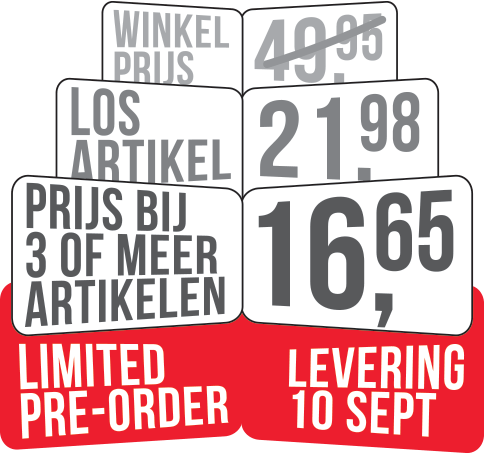 WINKEL
PRIJS
49,95
LOS
ARTIKEL
21,98
PRIJS BIJ
3 OF MEER
ARTIKELEN
16,65
LIMITED
PRE-ORDER
LEVERING
10 SEPT